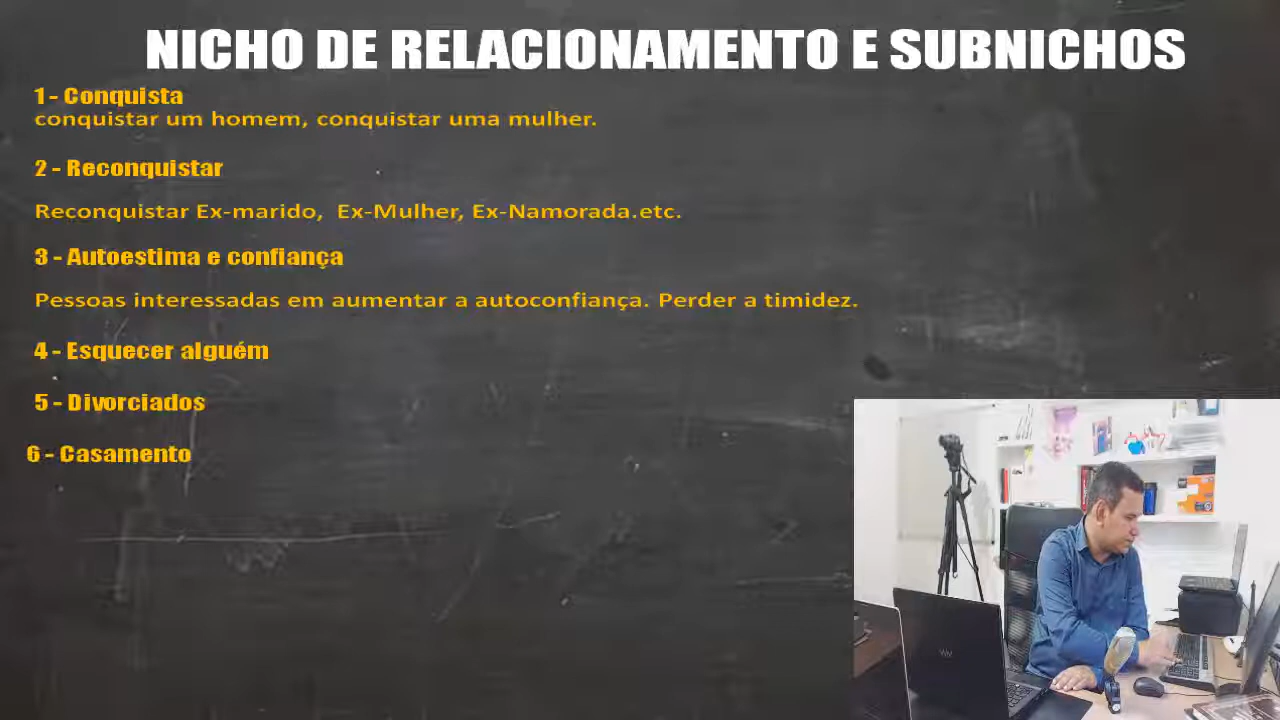 NICHO DE RELACIONAMENTO E SUBNICHOS
1 - Conquista
conquistar um homem, conquistar uma mulher.
2 - Reconquistar
Reconquistar Ex-marido, Ex-Mulher, Ex-Namorada.etc.
3 - Autoestima e confiança
Pessoas interessadas em aumentar a autoconfiança. Perder a timidez.
4 - Esquecer alguém
5 - Divorciados
6 - Casamento